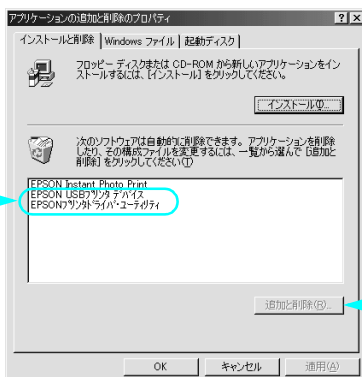 アプリケーションの追加と削除のプロパティ
インストールと削除 Windows ファイル 起動ディスク
フロッピー ディスクまたは CD-ROM から新しいアプリケーションをイン
ストールするには、[インストール] をクリックしてください。
インストール(I)...
次のソフトウェアは自動的に削除できます。アプリケーションを削除
したり、その構成ファイルを変更するには、一覧から選んで [追加と
削除] をクリックしてください(T)
EPSON Instant Photo Print
EPSON USBプリンタ デバイス
EPSONプリンタドライバ・ユーティリティ
追加と削除(R)...
OK キャンセル 適用(A)